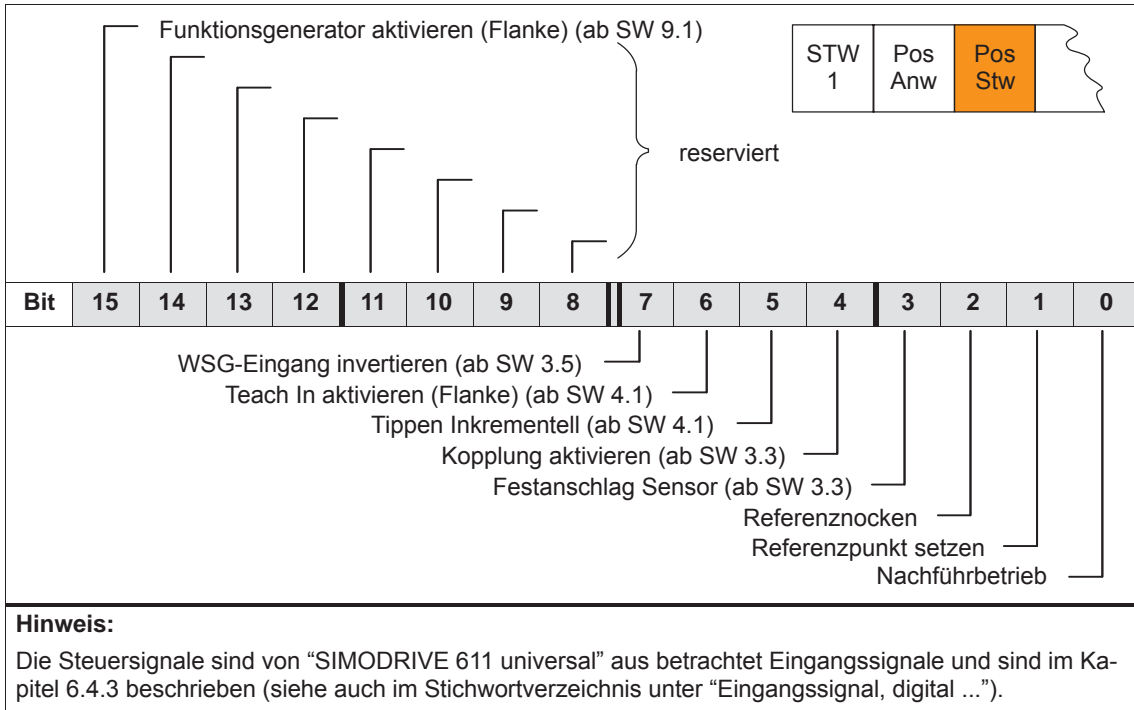 Funktionsgenerator aktivieren (Flanke) (ab SW 9.1)
STW 1
Pos Anw
Pos Stw
reserviert
Bit 15 14 13 12 11 10 9 8 7 6 5 4 3 2 1 0
WSG-Eingang invertieren (ab SW 3.5)
Teach In aktivieren (Flanke) (ab SW 4.1)
Tippen Inkrementell (ab SW 4.1)
Kopplung aktivieren (ab SW 3.3)
Festanschlag Sensor (ab SW 3.3)
Referenznocken
Referenzpunkt setzen
Nachführbetrieb
Hinweis:
Die Steuersignale sind von “SIMODRIVE 611 universal” aus betrachtet Eingangssignale und sind im Ka-
pitel 6.4.3 beschrieben (siehe auch im Stichwortverzeichnis unter “Eingangssignal, digital ...”).